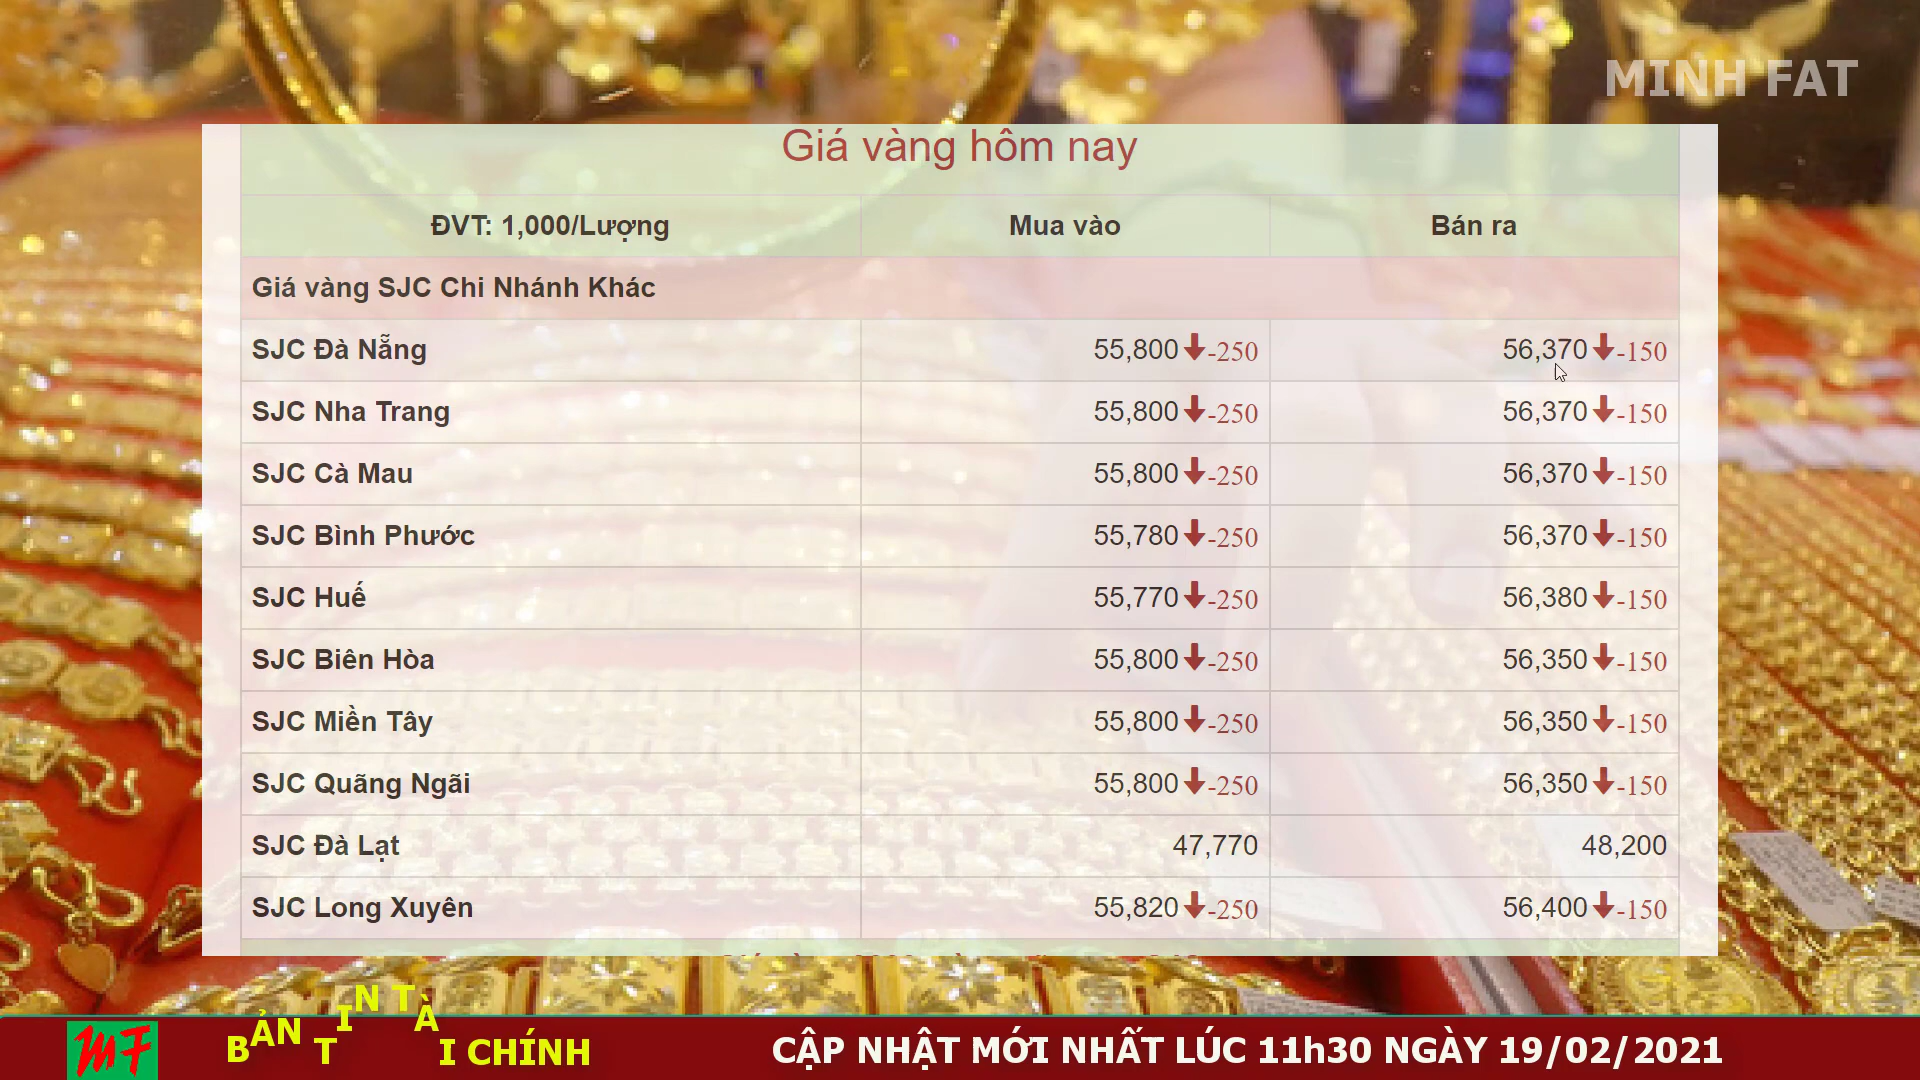 MINH FAT
Giá vàng hôm nay
ĐVT: 1,000/Lượng Mua vào Bán ra
Giá vàng SJC Chi Nhánh Khác
SJC Đà Nẵng 55,800 -250 56,370 -150
SJC Nha Trang 55,800 -250 56,370 -150
SJC Cà Mau 55,800 -250 56,370 -150
SJC Bình Phước 55,780 -250 56,370 -150
SJC Huế 55,770 -250 56,380 -150
SJC Biên Hòa 55,800 -250 56,350 -150
SJC Miền Tây 55,800 -250 56,350 -150
SJC Quãng Ngãi 55,800 -250 56,350 -150
SJC Đà Lạt 47,770 48,200
SJC Long Xuyên 55,820 -250 56,400 -150
MF BẢN TIN TÀI CHÍNH CẬP NHẬT MỚI NHẤT LÚC 11h30 NGÀY 19/02/2021